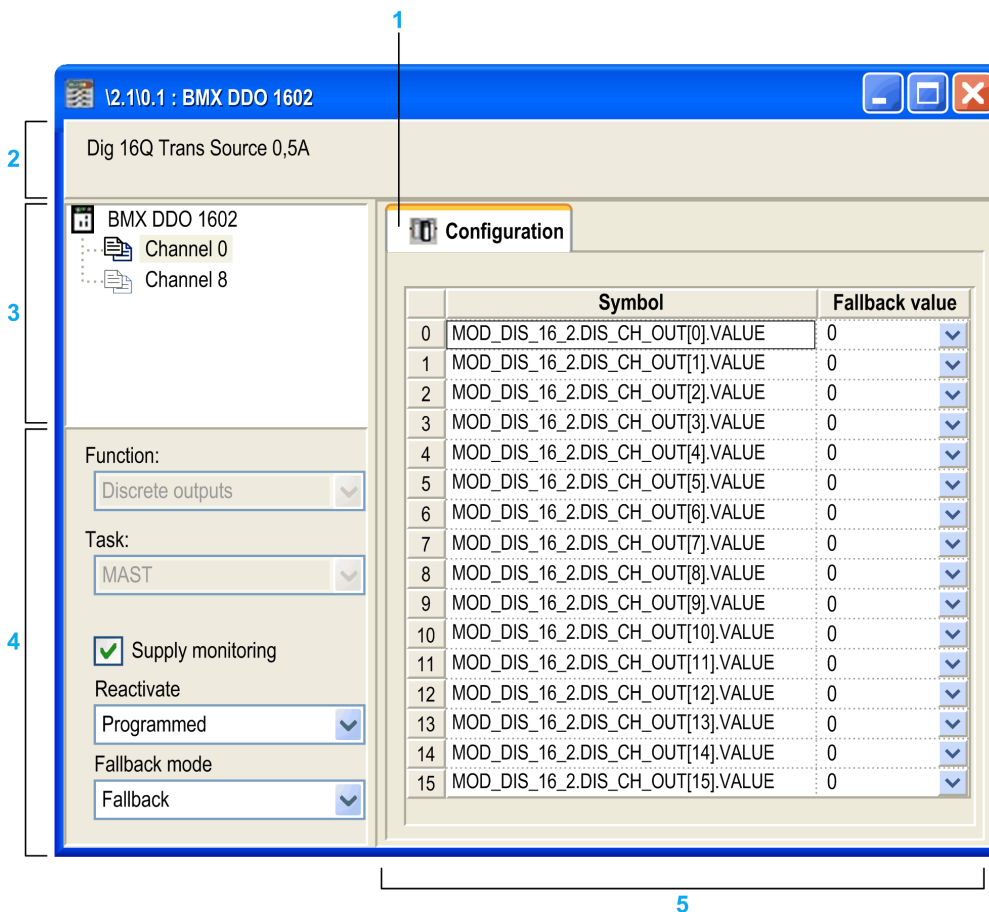 1
\2.1\0.1 : BMX DDO 1602
2
Dig 16Q Trans Source 0,5A
3
BMX DDO 1602
Channel 0
Channel 8
4
Function:
Discrete outputs
Task:
MAST
Supply monitoring
Reactivate
Programmed
Fallback mode
Fallback
Configuration
Symbol Fallback value
0 MOD_DIS_16_2.DIS_CH_OUT[0].VALUE 0
1 MOD_DIS_16_2.DIS_CH_OUT[1].VALUE 0
2 MOD_DIS_16_2.DIS_CH_OUT[2].VALUE 0
3 MOD_DIS_16_2.DIS_CH_OUT[3].VALUE 0
4 MOD_DIS_16_2.DIS_CH_OUT[4].VALUE 0
5 MOD_DIS_16_2.DIS_CH_OUT[5].VALUE 0
6 MOD_DIS_16_2.DIS_CH_OUT[6].VALUE 0
7 MOD_DIS_16_2.DIS_CH_OUT[7].VALUE 0
8 MOD_DIS_16_2.DIS_CH_OUT[8].VALUE 0
9 MOD_DIS_16_2.DIS_CH_OUT[9].VALUE 0
10 MOD_DIS_16_2.DIS_CH_OUT[10].VALUE 0
11 MOD_DIS_16_2.DIS_CH_OUT[11].VALUE 0
12 MOD_DIS_16_2.DIS_CH_OUT[12].VALUE 0
13 MOD_DIS_16_2.DIS_CH_OUT[13].VALUE 0
14 MOD_DIS_16_2.DIS_CH_OUT[14].VALUE 0
15 MOD_DIS_16_2.DIS_CH_OUT[15].VALUE 0
5